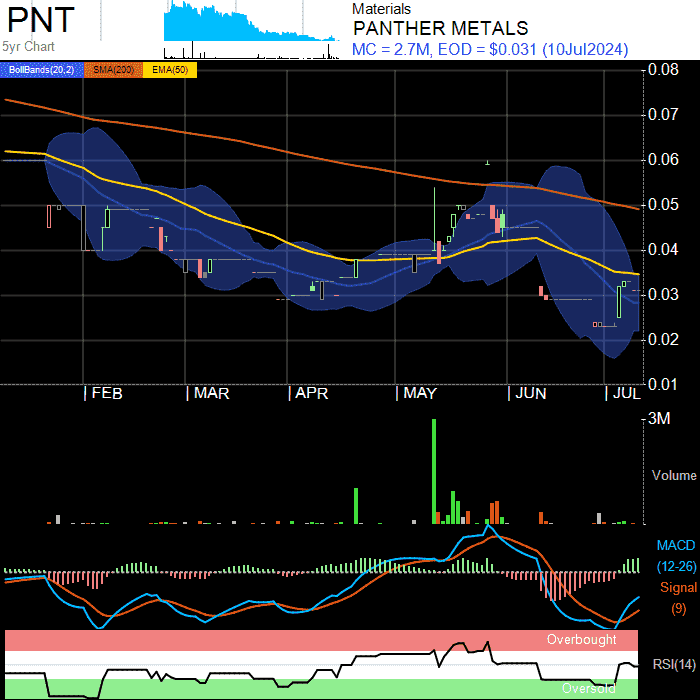 PNT
5yr Chart
Materials
PANTHER METALS
MC = 2.7M, EOD = $0.031 (10Jul2024)
BollBands(20,2) SMA(200) EMA(50)
0.08
0.07
0.06
0.05
0.04
0.03
0.02
0.01
FEB MAR APR MAY JUN JUL
3M
Volume
MACD
(12-26)
Signal
(9)
Overbought
RSI(14)
Oversold